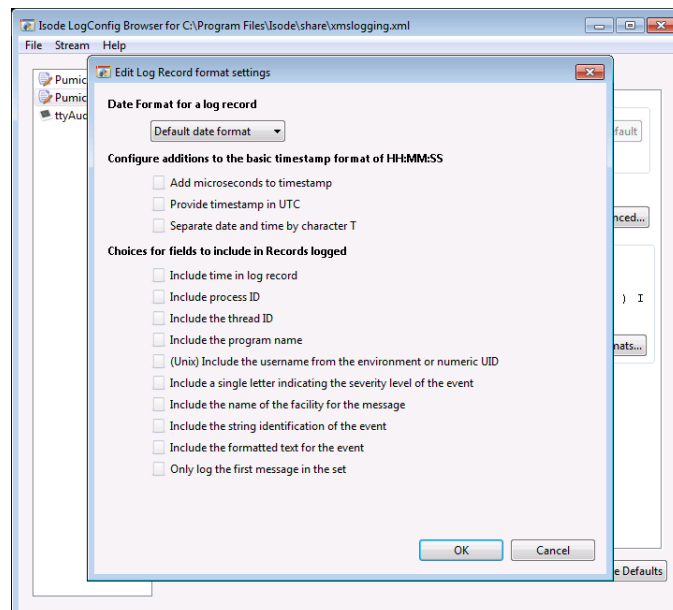 Isode LogConfig Browser for C:\Program Files\Isode\share\xmslogging.xml
File Stream Help
Pumic
Pumic
ttyAud
Edit Log Record format settings
Date Format for a log record
Default date format
fault
Configure additions to the basic timestamp format of HH:MM:SS
Add microseconds to timestamp
Provide timestamp in UTC
Separate date and time by character T
nced...
Choices for fields to include in Records logged
Include time in log record
Include process ID
) I
Include the thread ID
Include the program name
mats...
(Unix) Include the username from the environment or numeric UID
Include a single letter indicating the severity level of the event
Include the name of the facility for the message
Include the string identification of the event
Include the formatted text for the event
Only log the first message in the set
OK Cancel
e Defaults